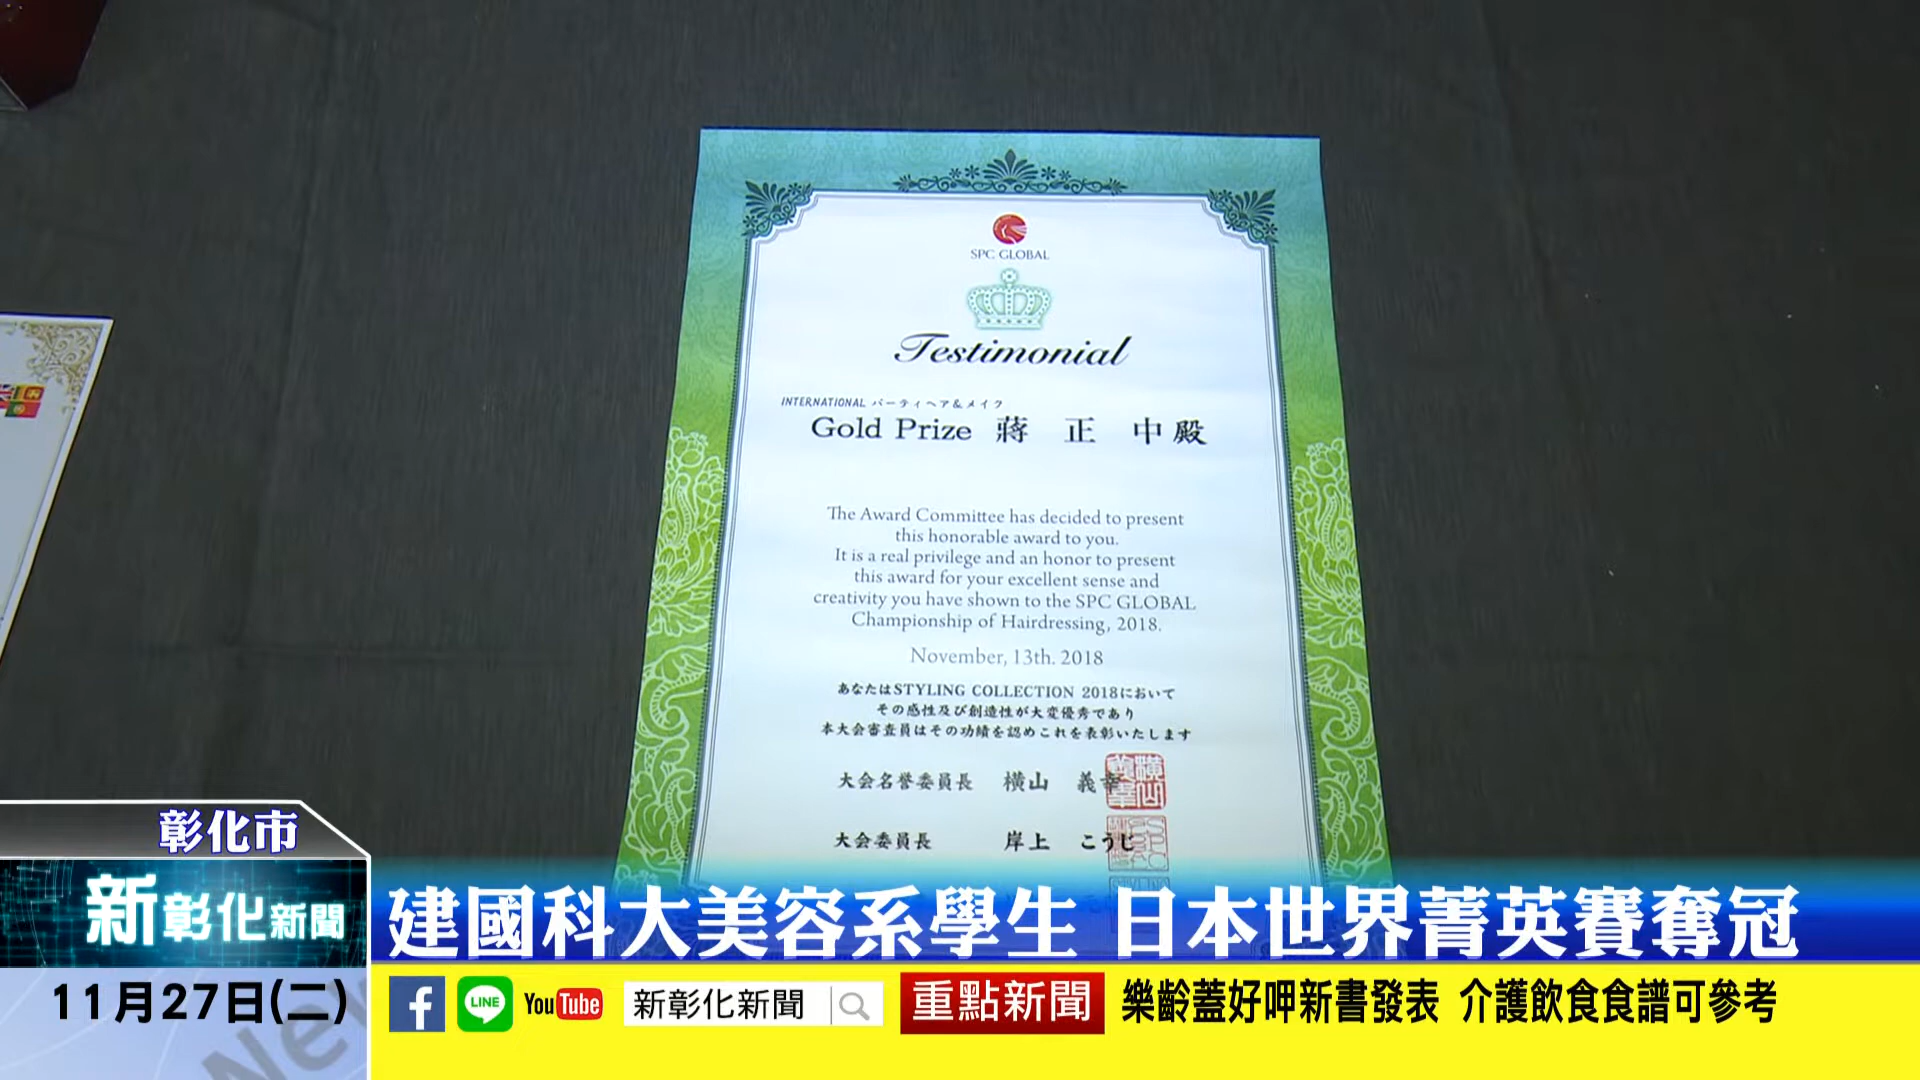 SPC GLOBAL
Testimonial
INTERNATIONAL パーティヘア&メイク
Gold Prize 蔣 正 中殿
The Award Committee has decided to present
this honorable award to you.
It is a real privilege and an honor to present
this award for your excellent sense and
creativity you have shown to the SPC GLOBAL
Championship of Hairdressing, 2018.
November, 13th. 2018
あなたはSTYLING COLLECTION 2018において
その感性及び創造性が大変優秀であり
本大会審査員はその功績を認めこれを表彰いたします
大会名誉委員長 横山 義幸
大会委員長 岸上 こうじ
彰化市
新彰化新聞
建國科大美容系學生 日本世界菁英賽奪冠
11月27日(二)
f LINE YouTube 新彰化新聞 重點新聞 樂齡蓋好呷新書發表 介護飲食食譜可參考